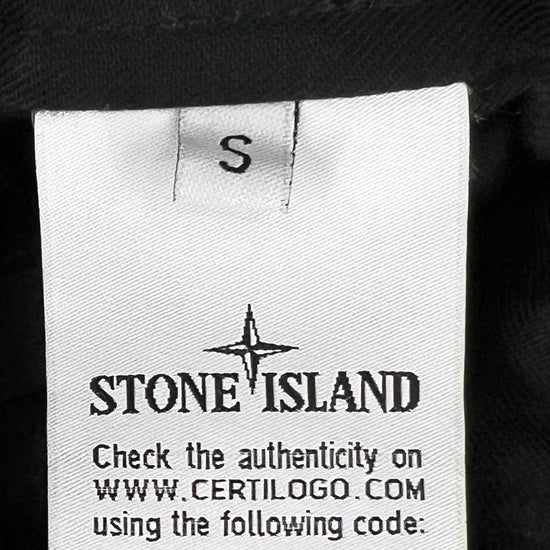 S
STONE ISLAND
Check the authenticity on
WWW.CERTILOGO.COM
using the following code: